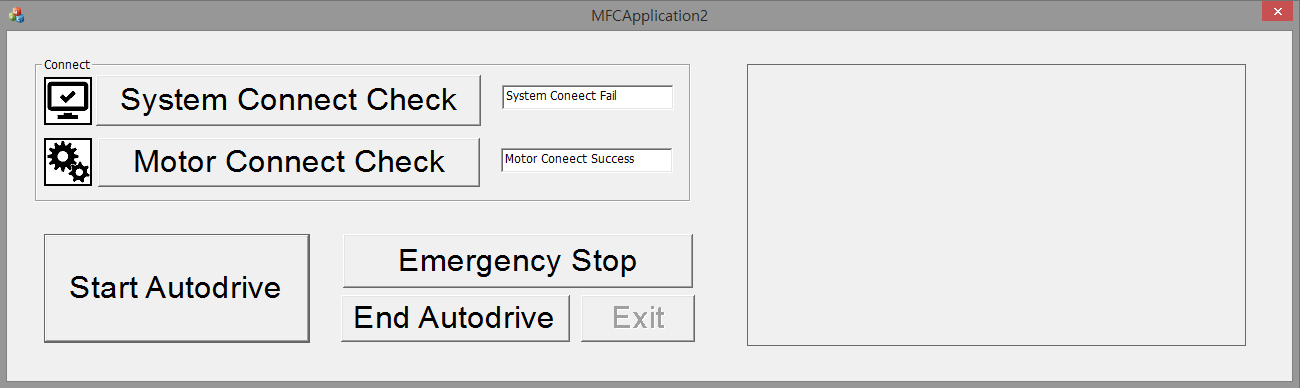 MFCApplication2
Connect
System Connect Check
System Coneect Fail
Motor Connect Check
Motor Coneect Success
Start Autodrive
Emergency Stop
End Autodrive
Exit